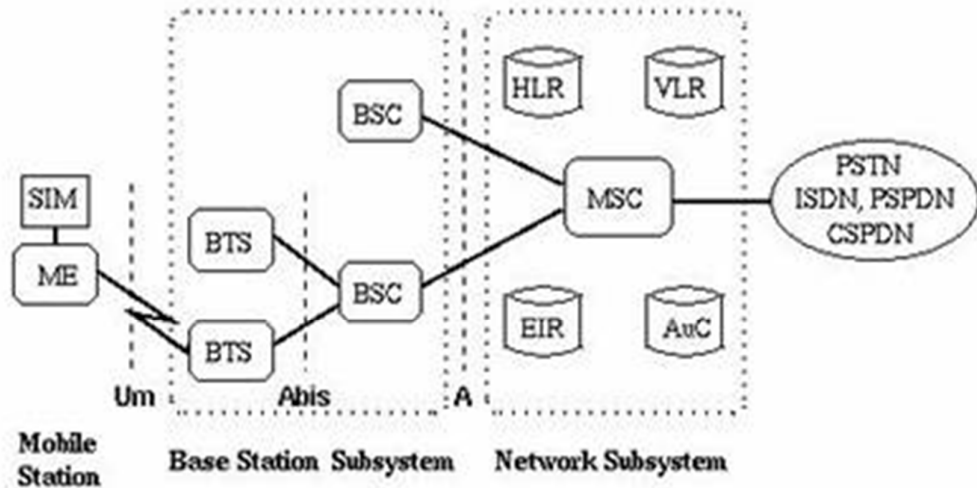 HLR
VLR
BSC
PSTN
ISDN, PSPDN
CSPDN
MSC
SIM
BTS
ME
BSC
EIR
AuC
BTS
Um
Abis
A
Mobile
Station
Base Station Subsystem
Network Subsystem